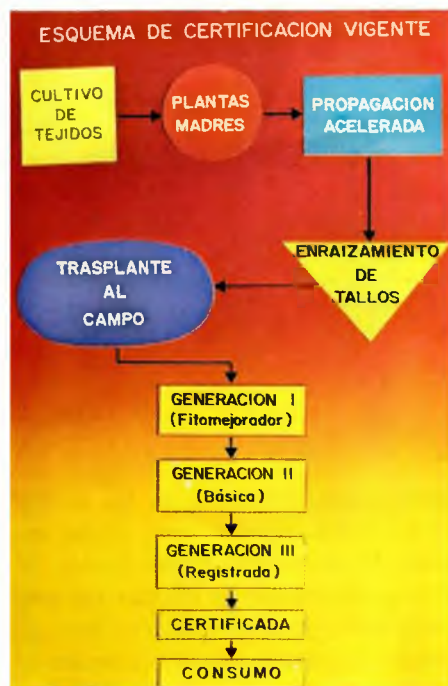 ESQUEMA DE CERTIFICACION VIGENTE
CULTIVO
DE
TEJIDOS
PLANTAS
MADRES
PROPAGACION
ACELERADA
ENRAIZAMIENTO
DE
TALLOS
TRASPLANTE
AL
CAMPO
GENERACION I
(Fitomejorador)
GENERACION II
(Básica)
GENERACION III
(Registrada)
CERTIFICADA
CONSUMO